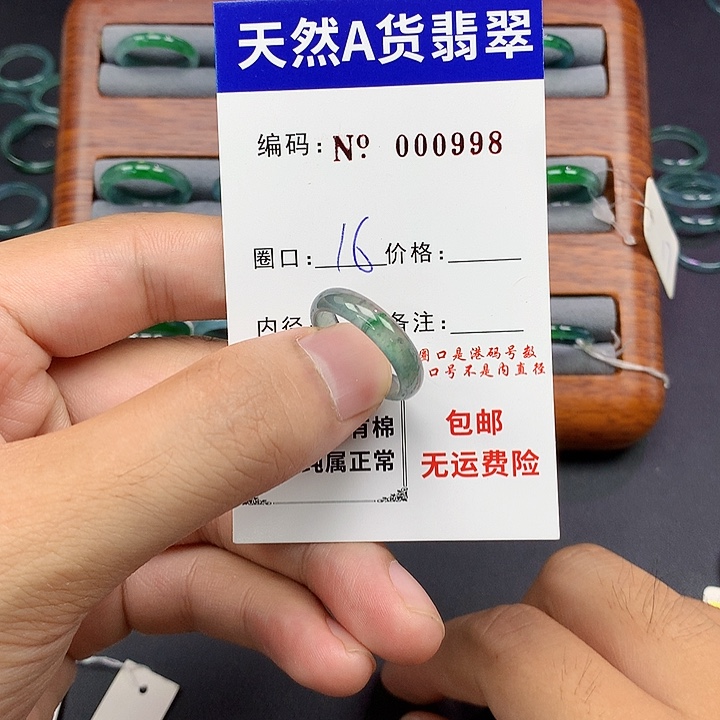 天然A货翡翠
编码: Nº 000998
圈口: 16 价格:
内径 备注:
圈口是港码号数
口号不是内直径
有棉 包邮
纯属正常 无运费险